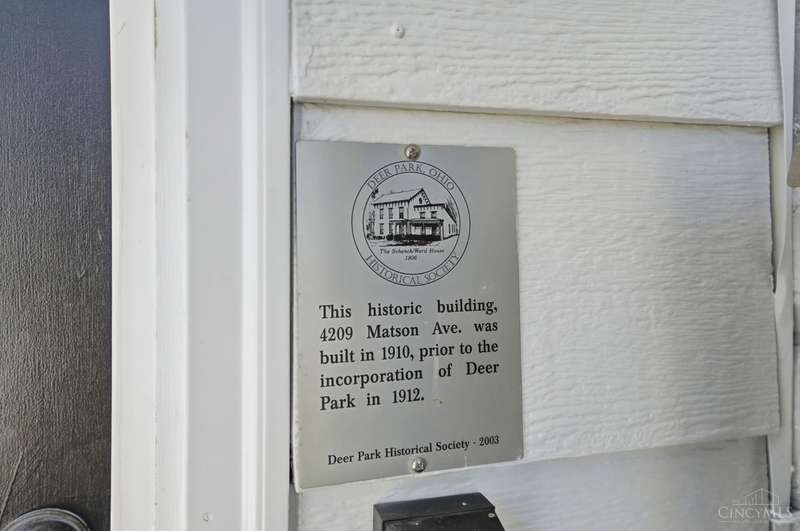 DEER PARK, OHIO
The Schenck/Ward House
1806
HISTORICAL SOCIETY
This historic building,
4209 Matson Ave. was
built in 1910, prior to the
incorporation of Deer
Park in 1912.
Deer Park Historical Society - 2003
CINCYMLS